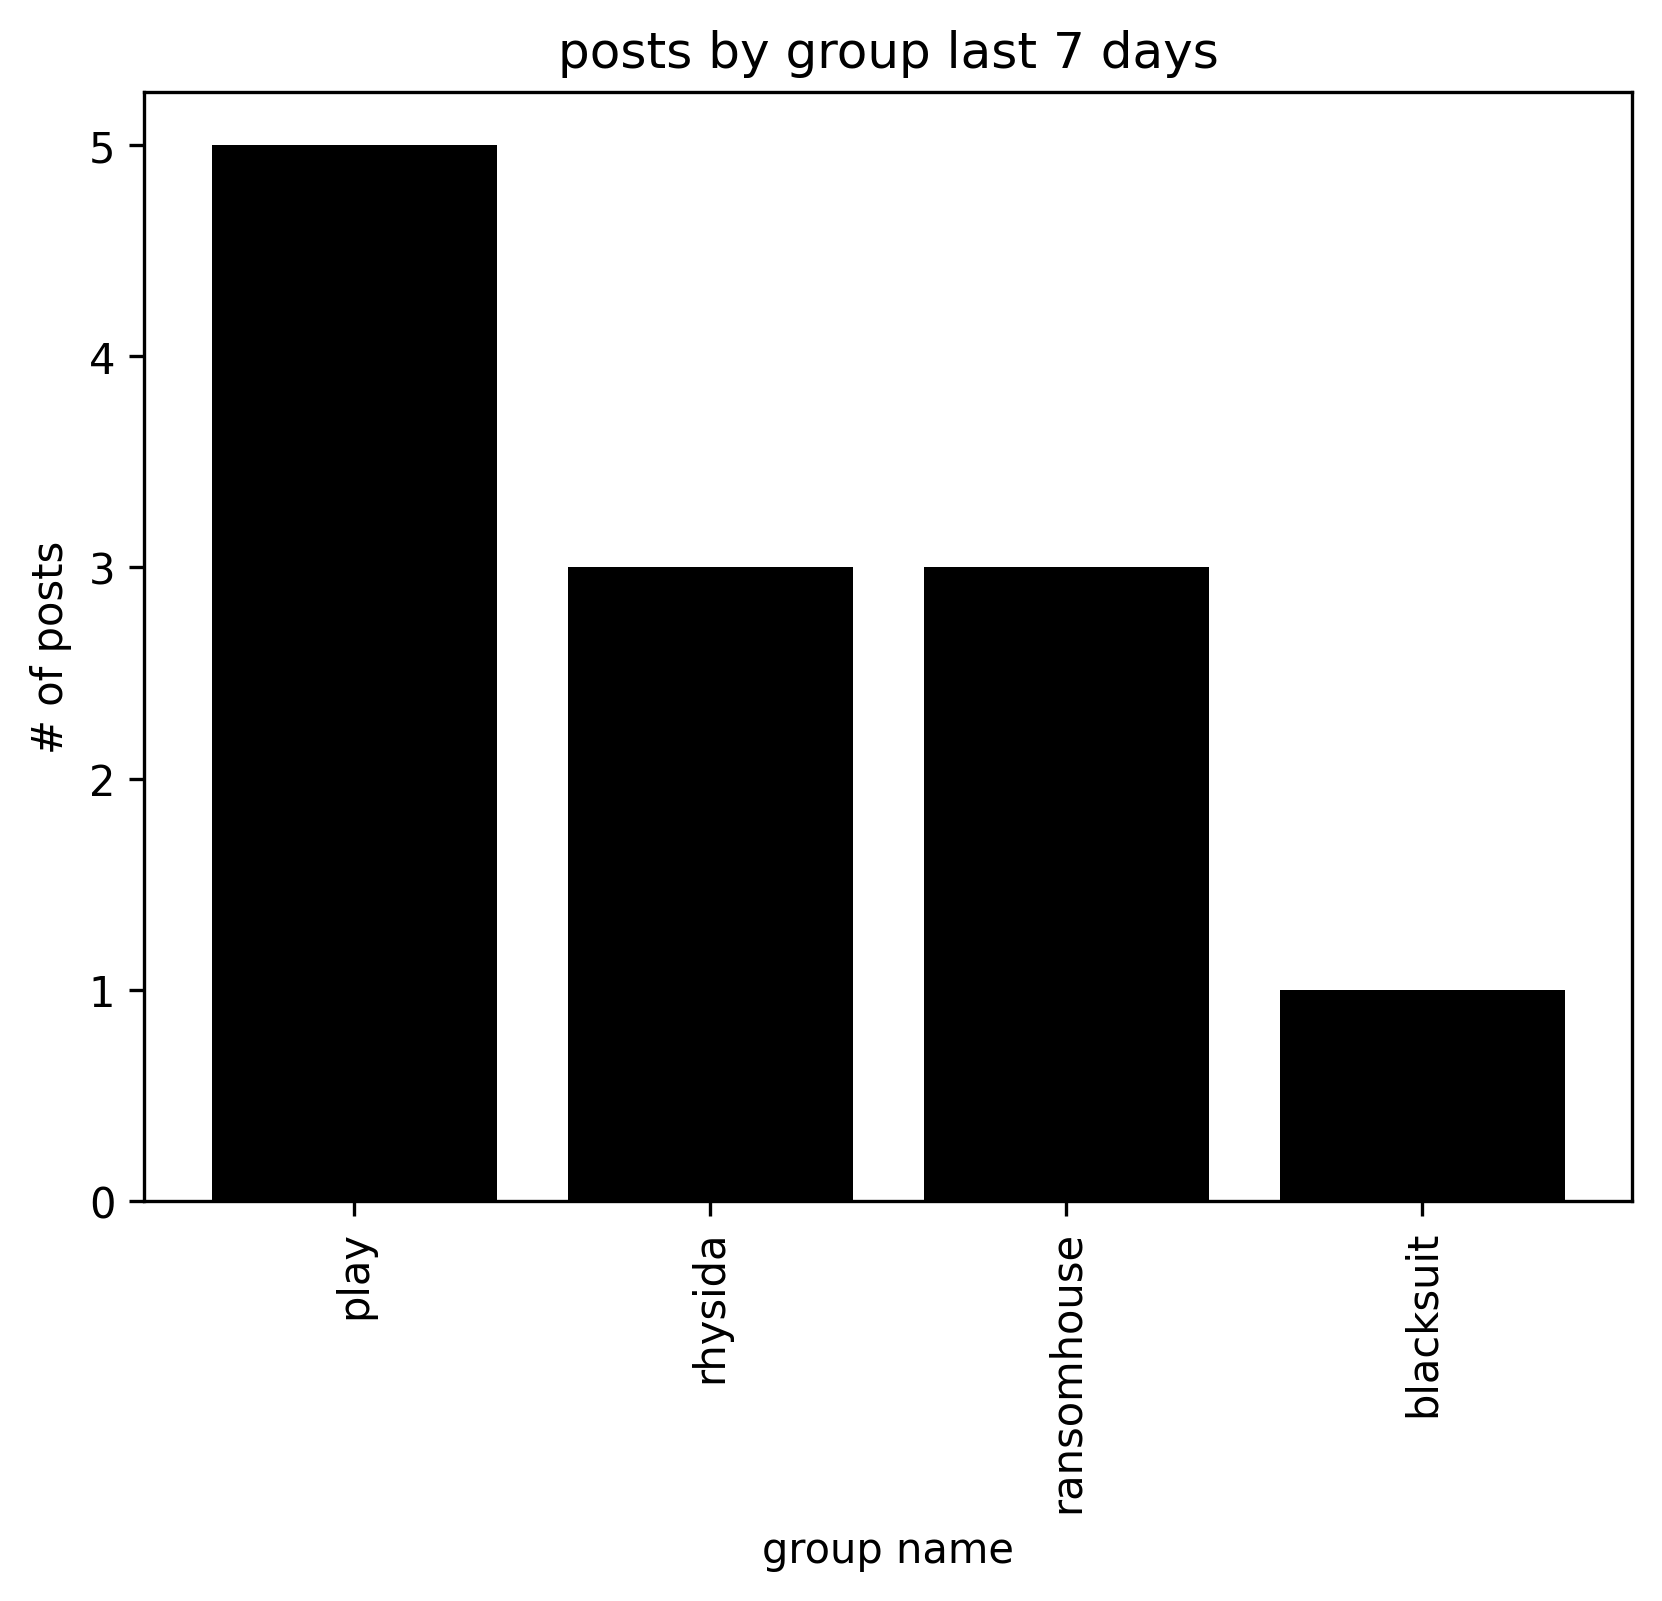 posts by group last 7 days
# of posts
5
4
3
2
1
0
play
rhysida
ransomhouse
blacksuit
group name